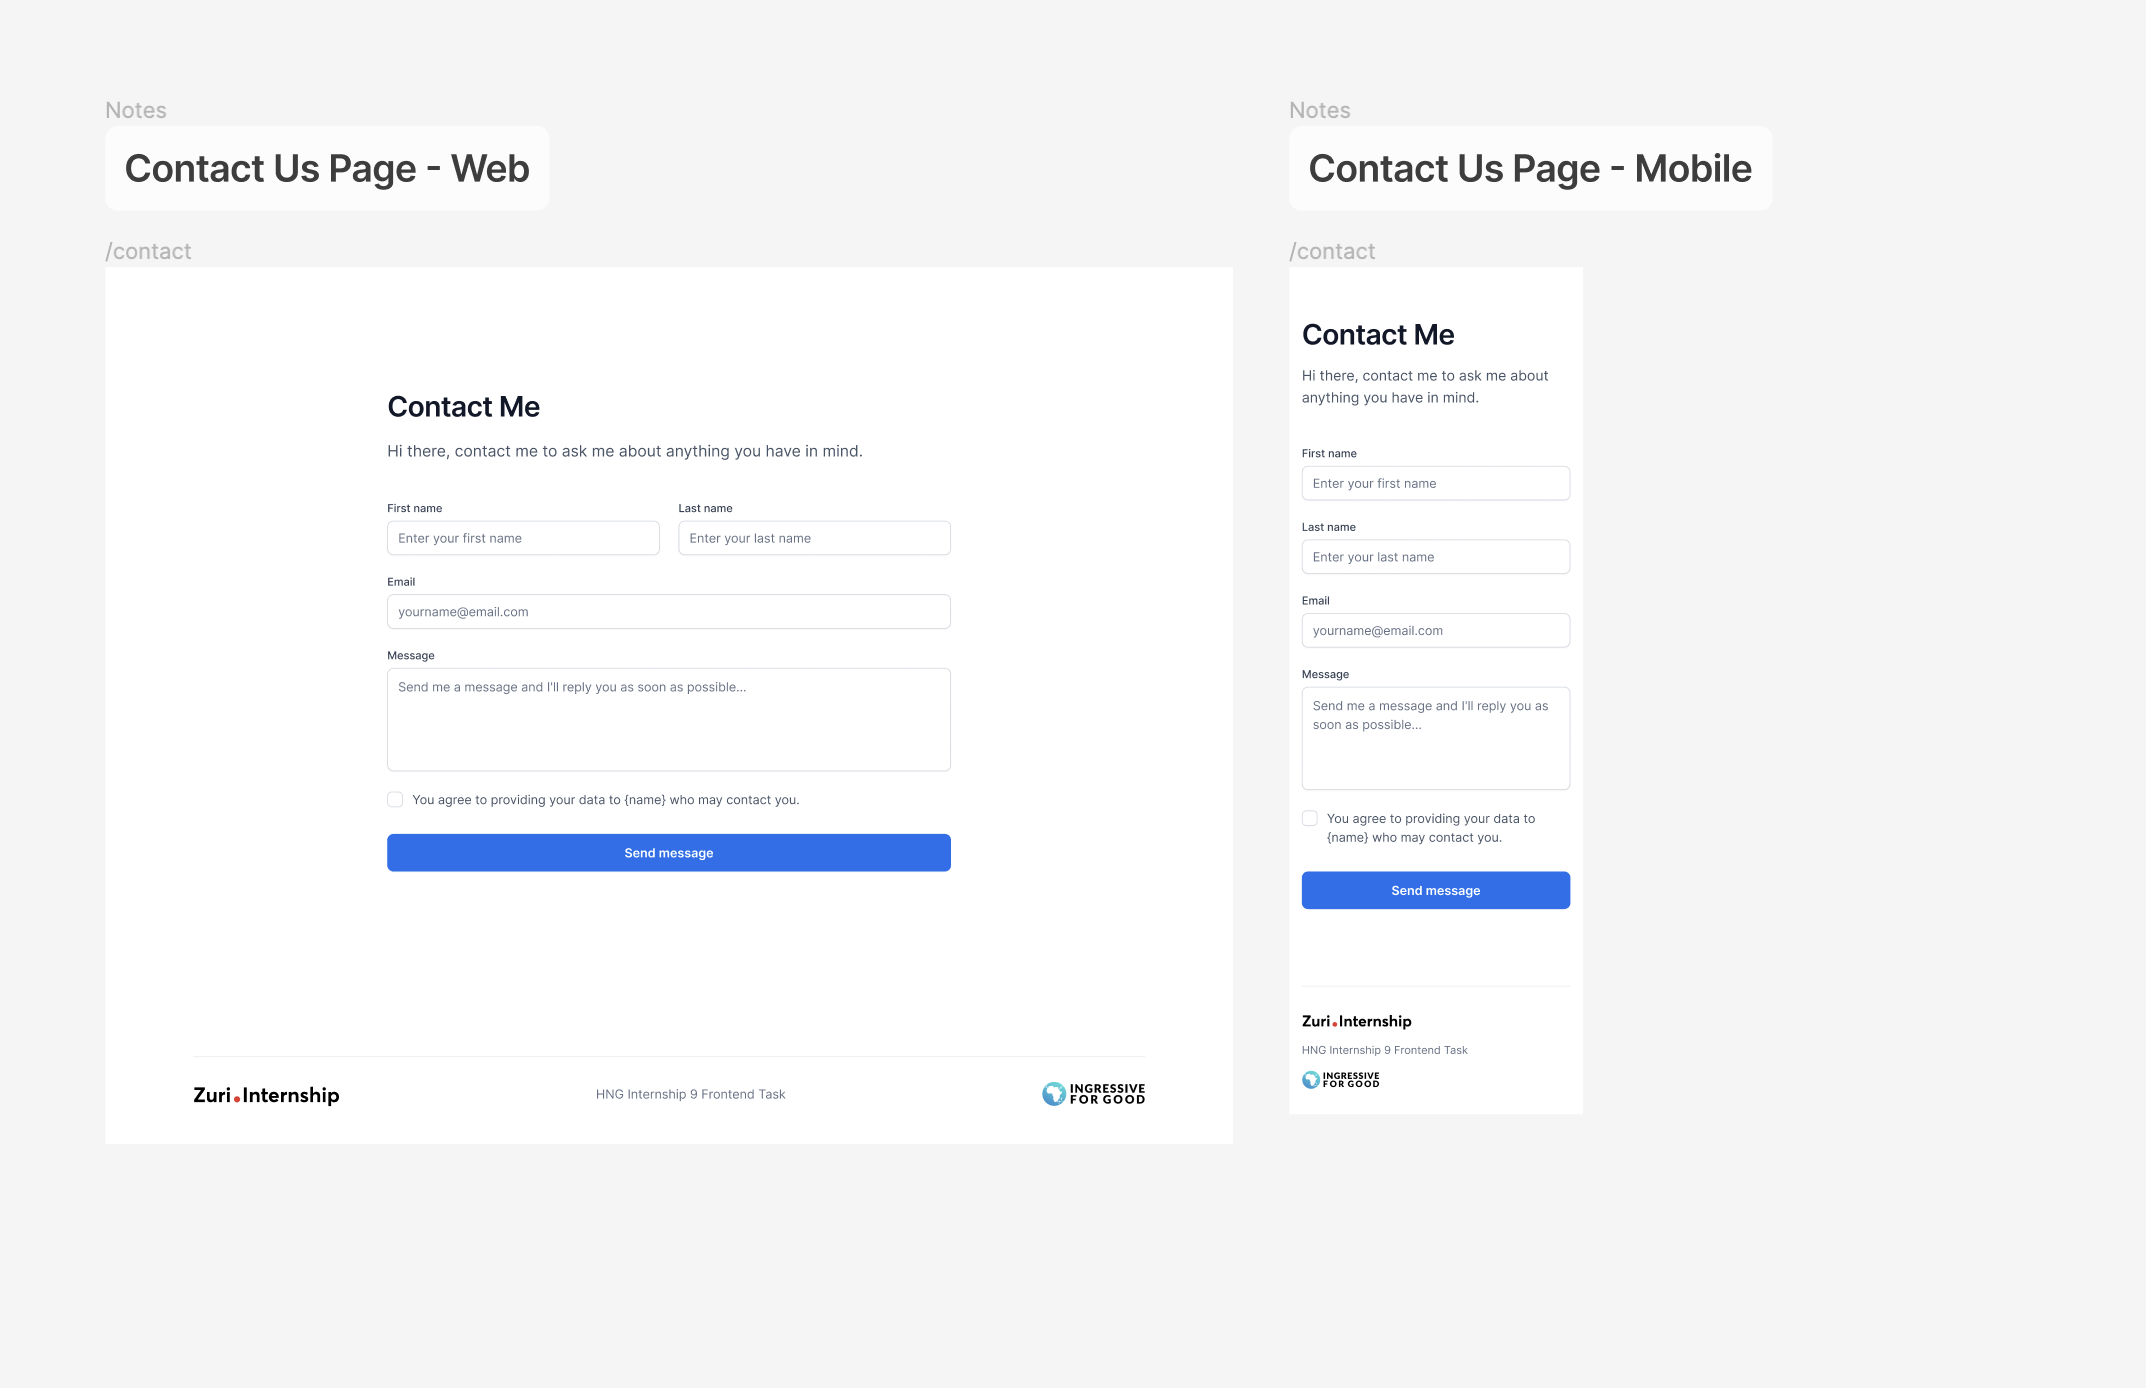 Notes
Contact Us Page - Web
/contact
Contact Me
Hi there, contact me to ask me about anything you have in mind.
First name
Enter your first name
Last name
Enter your last name
Email
yourname@email.com
Message
Send me a message and I'll reply you as soon as possible...
You agree to providing your data to {name} who may contact you.
Send message
Zuri.Internship
HNG Internship 9 Frontend Task
INGRESSIVE
FOR GOOD
Notes
Contact Us Page - Mobile
/contact
Contact Me
Hi there, contact me to ask me about
anything you have in mind.
First name
Enter your first name
Last name
Enter your last name
Email
yourname@email.com
Message
Send me a message and I'll reply you as
soon as possible...
You agree to providing your data to
{name} who may contact you.
Send message
Zuri.Internship
HNG Internship 9 Frontend Task
INGRESSIVE
FOR GOOD